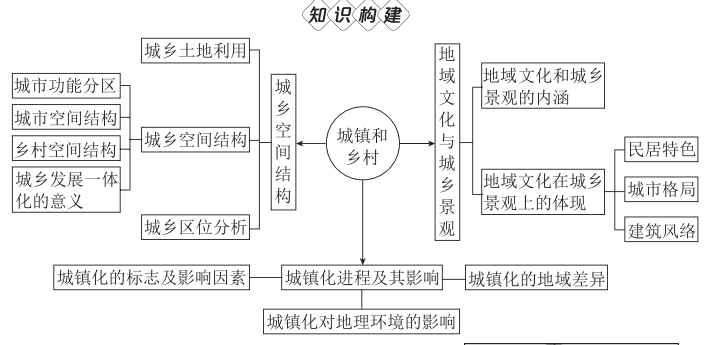 知识构建
城乡土地利用
城市功能分区
城市空间结构
乡村空间结构
城乡发展一体
化的意义
城乡空间结构
城乡区位分析
城乡空间结构
城镇和
乡村
地域文化与城乡景观
地域文化和城乡
景观的内涵
地域文化在城乡
景观上的体现
民居特色
城市格局
建筑风络
城镇化的标志及影响因素
城镇化进程及其影响
城镇化的地域差异
城镇化对地理环境的影响